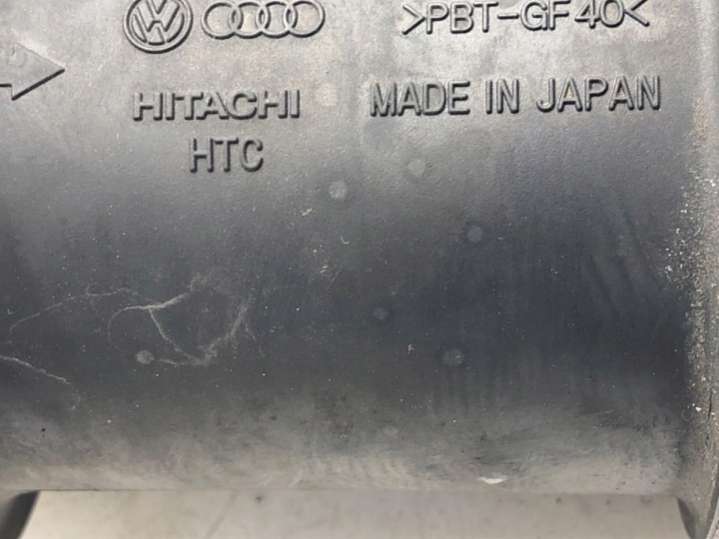 >PBT-GF40<
HITACHI MADE IN JAPAN
HTC